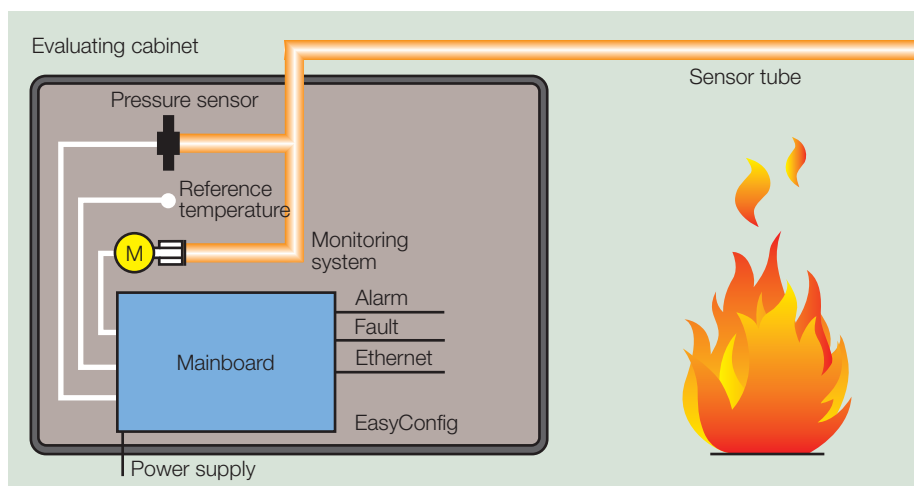 Evaluating cabinet
Sensor tube
Pressure sensor
Reference
temperature
M
Monitoring
system
Alarm
Fault
Ethernet
Mainboard
EasyConfig
Power supply